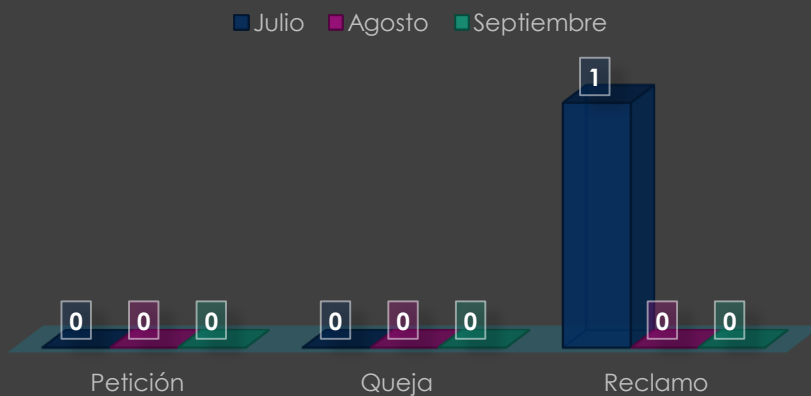 Julio Agosto Septiembre
1
0 0 0 0 0 0 0 0
Petición Queja Reclamo